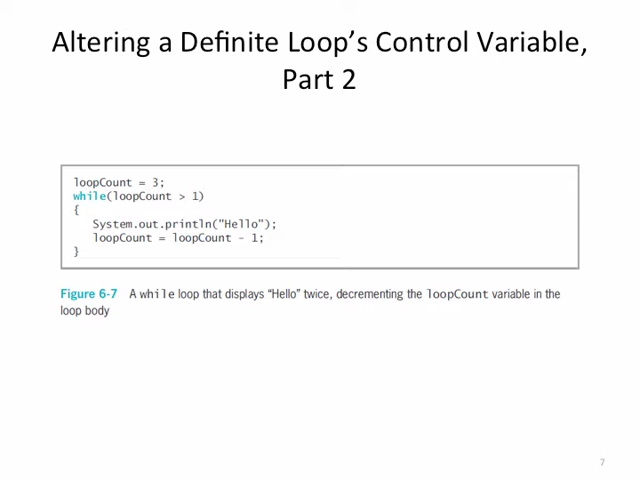 Altering a Definite Loop’s Control Variable,
Part 2
loopCount = 3;
while(loopCount > 1)
{
   System.out.println("Hello");
   loopCount = loopCount - 1;
}
Figure 6-7 A while loop that displays “Hello” twice, decrementing the loopCount variable in the
loop body
7